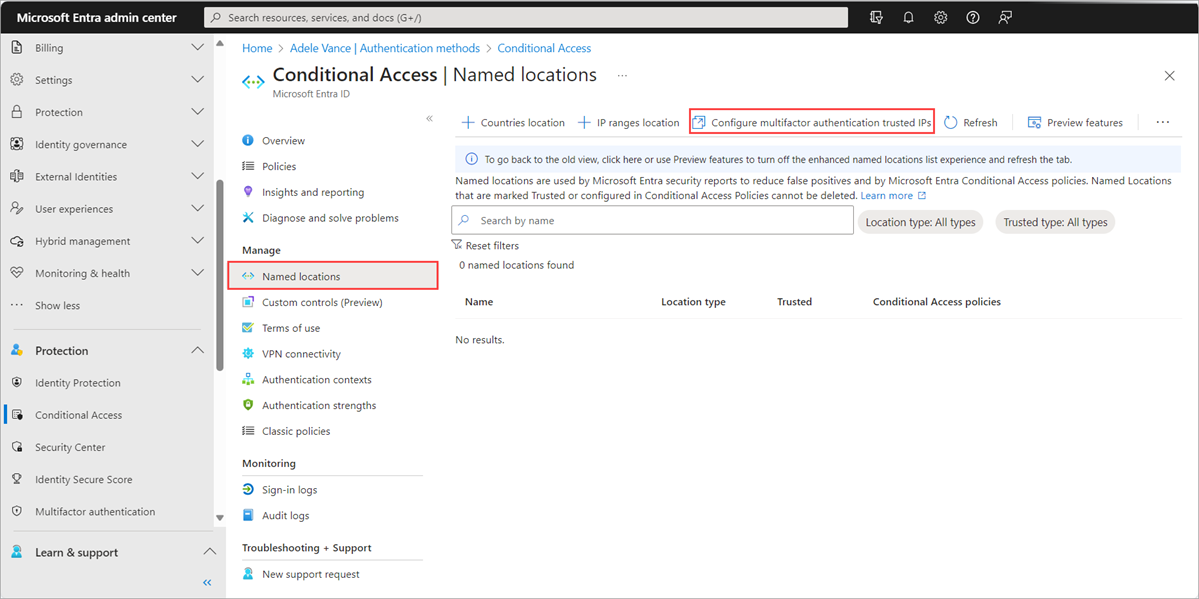 Microsoft Entra admin center
Search resources, services, and docs (G+/)
Billing
Settings
Protection
Identity governance
External Identities
User experiences
Hybrid management
Monitoring & health
Show less
Protection
Identity Protection
Conditional Access
Security Center
Identity Secure Score
Multifactor authentication
Learn & support
Home > Adele Vance | Authentication methods > Conditional Access
Conditional Access | Named locations ...
Microsoft Entra ID
Overview
Policies
Insights and reporting
Diagnose and solve problems
Manage
Named locations
Custom controls (Preview)
Terms of use
VPN connectivity
Authentication contexts
Authentication strengths
Classic policies
Monitoring
Sign-in logs
Audit logs
Troubleshooting + Support
New support request
Countries location IP ranges location Configure multifactor authentication trusted IPs Refresh Preview features ...
To go back to the old view, click here or use Preview features to turn off the enhanced named locations list experience and refresh the tab.
Named locations are used by Microsoft Entra security reports to reduce false positives and by Microsoft Entra Conditional Access policies. Named Locations
that are marked Trusted or configured in Conditional Access Policies cannot be deleted. Learn more
Search by name Location type: All types Trusted type: All types
Reset filters
0 named locations found
Name Location type Trusted Conditional Access policies
No results.